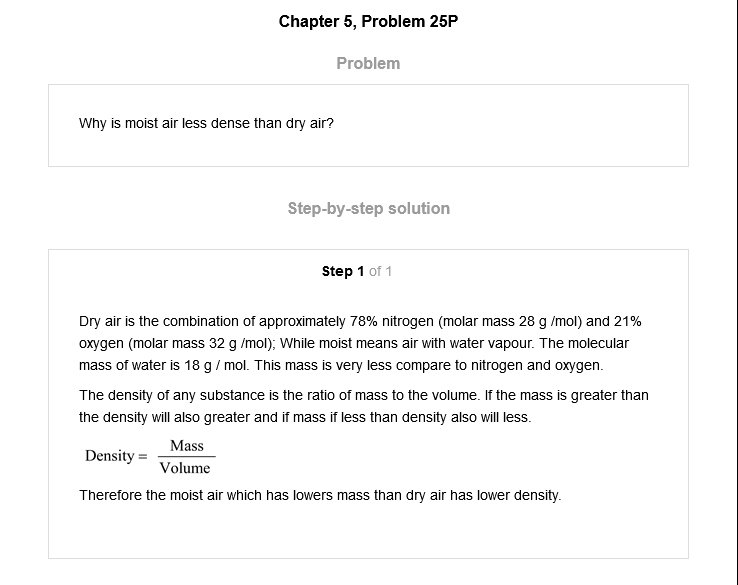 Chapter 5, Problem 25P
Problem
Why is moist air less dense than dry air?
Step-by-step solution
Step 1 of 1
Dry air is the combination of approximately 78% nitrogen (molar mass 28 g /mol) and 21%
oxygen (molar mass 32 g /mol); While moist means air with water vapour. The molecular
mass of water is 18 g / mol. This mass is very less compare to nitrogen and oxygen.
The density of any substance is the ratio of mass to the volume. If the mass is greater than
the density will also greater and if mass if less than density also will less.
Density = Mass
Volume
Therefore the moist air which has lowers mass than dry air has lower density.